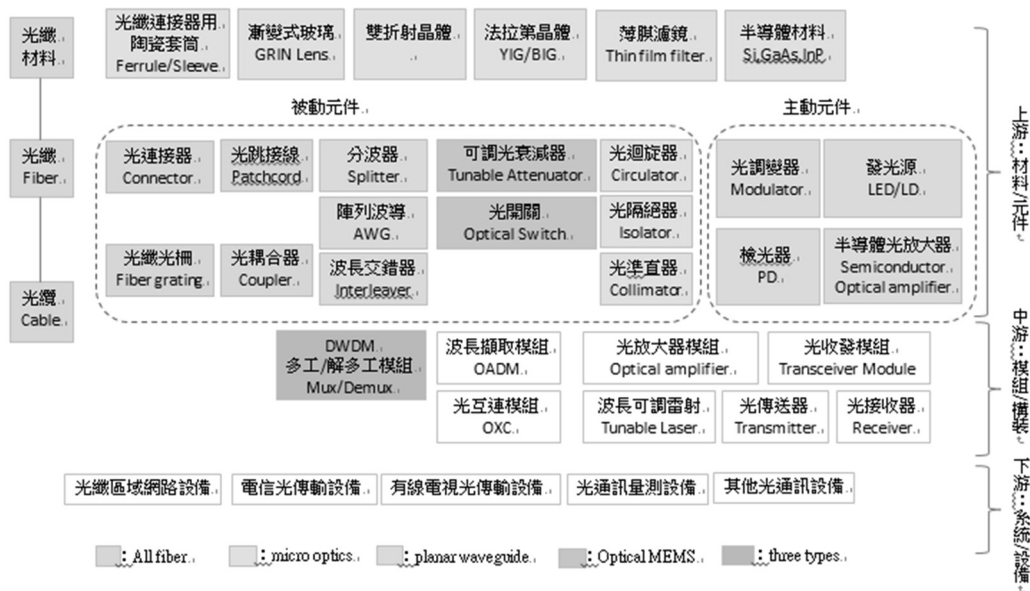 光纖
材料
光纖連接器用
陶瓷套筒
Ferrule/Sleeve
漸變式玻璃
GRIN Lens
雙折射晶體
法拉第晶體
YIG/BIG
薄膜濾鏡
Thin film filter
半導體材料
Si,GaAs,InP
被動元件
主動元件
光纖
Fiber
光連接器
Connector
光跳接線
Patchcord
分波器
Splitter
可調光衰減器
Tunable Attenuator
光迴旋器
Circulator
光調變器
Modulator
發光源
LED/LD
陣列波導
AWG
光開關
Optical Switch
光隔絕器
Isolator
光纖光柵
Fiber grating
光耦合器
Coupler
波長交錯器
Interleaver
光準直器
Collimator
檢光器
PD
半導體光放大器
Semiconductor
Optical amplifier
光纜
Cable
上游:材料/元件
DWDM
多工/解多工模組
Mux/Demux
波長擷取模組
OADM
光放大器模組
Optical amplifier
光收發模組
Transceiver Module
光互連模組
OXC
波長可調雷射
Tunable Laser
光傳送器
Transmitter
光接收器
Receiver
中游:模組/構裝
光纖區域網路設備
電信光傳輸設備
有線電視光傳輸設備
光通訊量測設備
其他光通訊設備
下游:系統/設備
:All fiber
:micro optics
:planar waveguide
:Optical MEMS
:three types